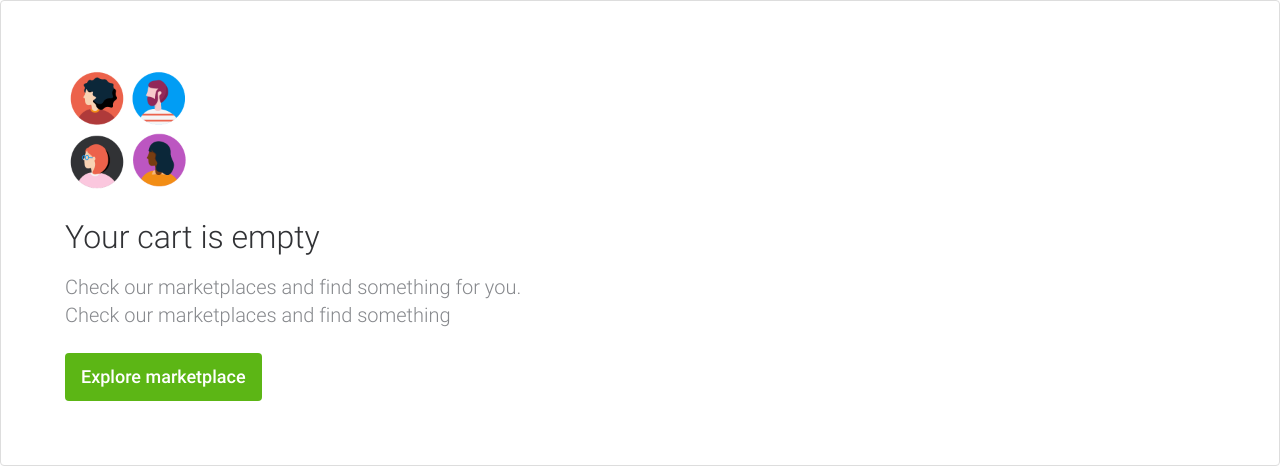 Your cart is empty
Check our marketplaces and find something for you.
Check our marketplaces and find something
Explore marketplace